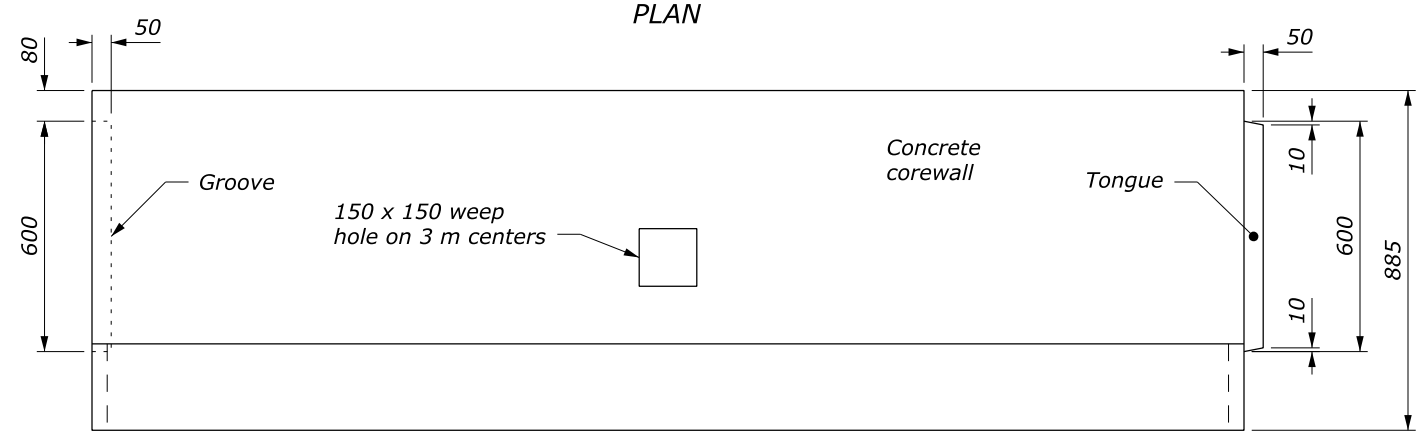 PLAN
50
80
50
Concrete
corewall
10
Groove
Tongue
150 x 150 weep
hole on 3 m centers
600
600
885
10